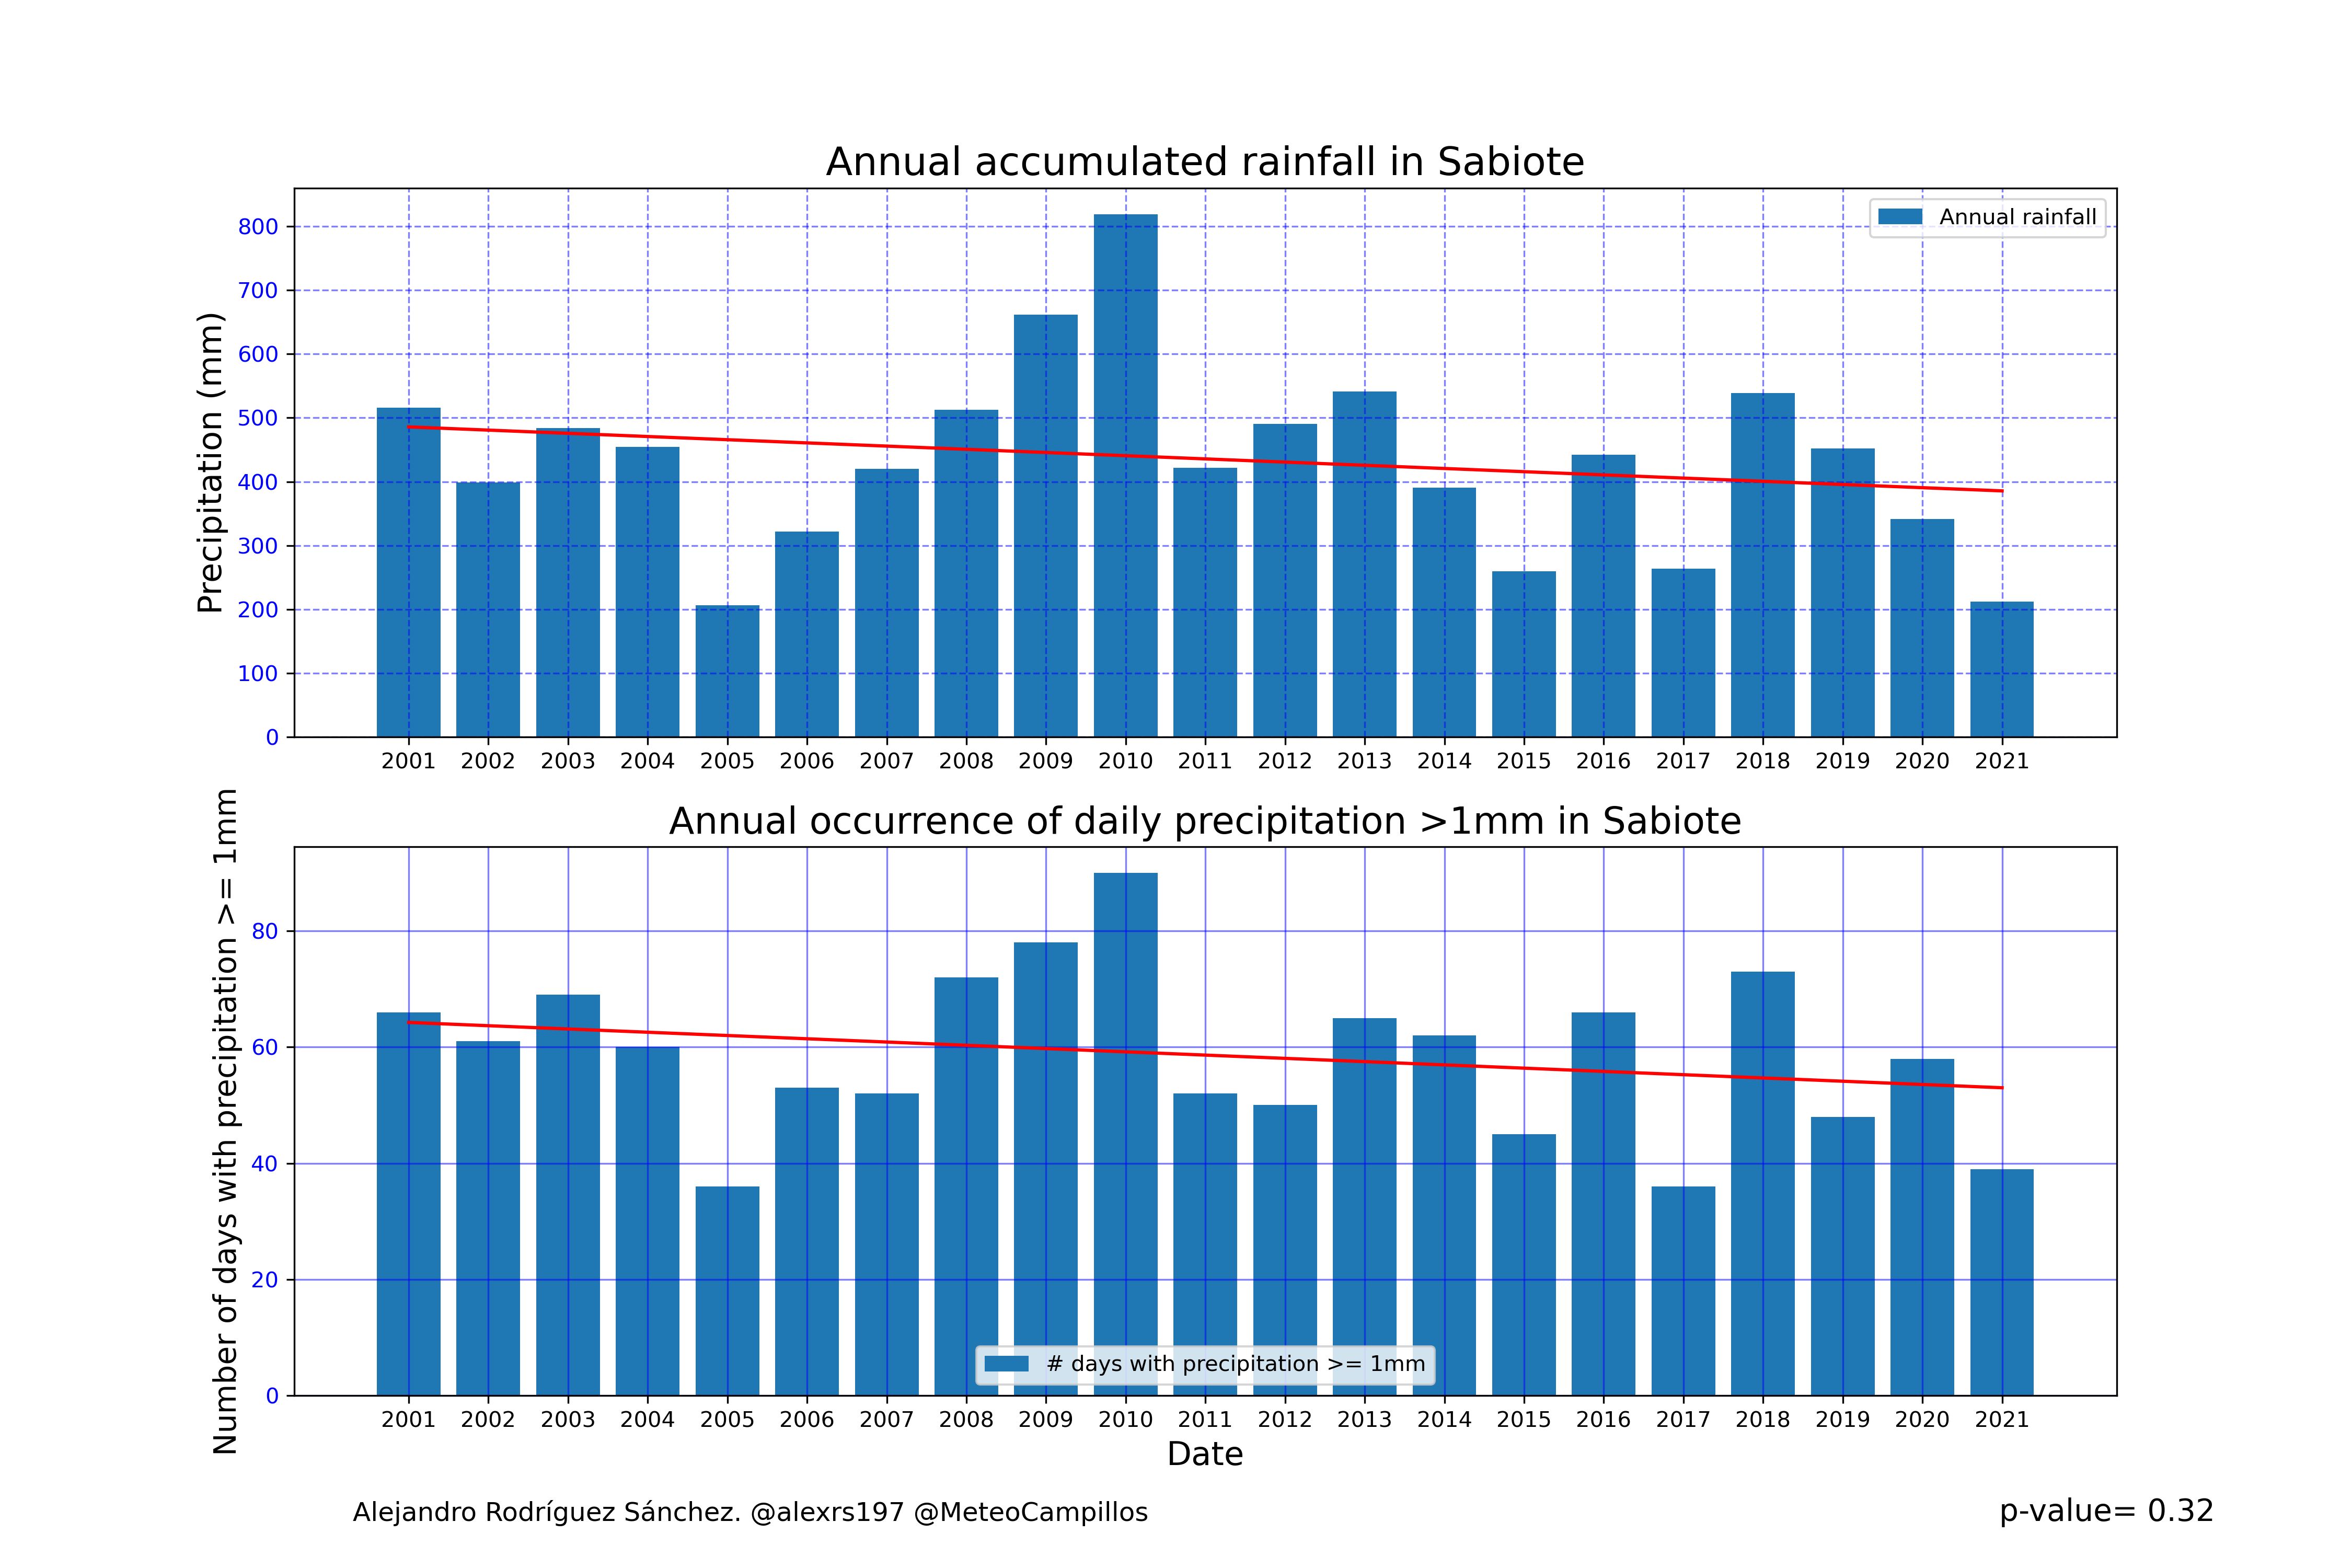 Annual accumulated rainfall in Sabiote
Precipitation (mm)
800
700
600
500
400
300
200
100
0
Annual rainfall
2001 2002 2003 2004 2005 2006 2007 2008 2009 2010 2011 2012 2013 2014 2015 2016 2017 2018 2019 2020 2021
Annual occurrence of daily precipitation >1mm in Sabiote
Number of days with precipitation >= 1mm
80
60
40
20
0
# days with precipitation >= 1mm
2001 2002 2003 2004 2005 2006 2007 2008 2009 2010 2011 2012 2013 2014 2015 2016 2017 2018 2019 2020 2021
Date
Alejandro Rodríguez Sánchez. @alexrs197 @MeteoCampillos
p-value= 0.32